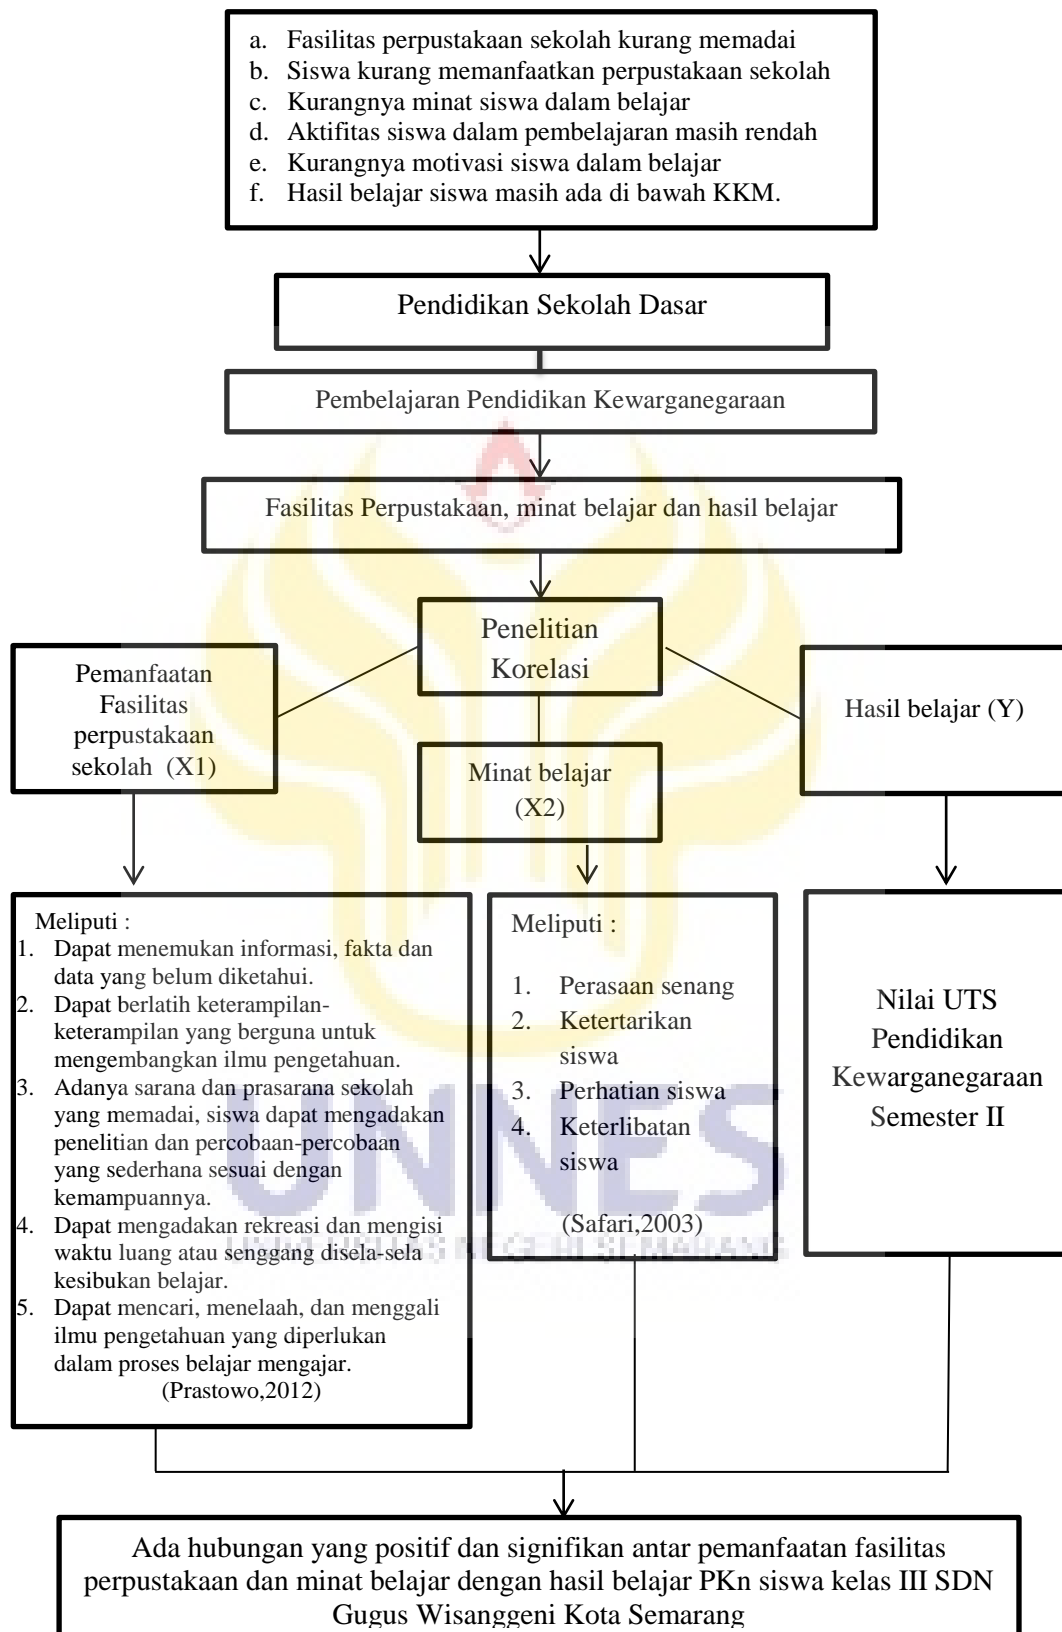 a. Fasilitas perpustakaan sekolah kurang memadai
b. Siswa kurang memanfaatkan perpustakaan sekolah
c. Kurangnya minat siswa dalam belajar
d. Aktifitas siswa dalam pembelajaran masih rendah
e. Kurangnya motivasi siswa dalam belajar
f. Hasil belajar siswa masih ada di bawah KKM.
Pendidikan Sekolah Dasar
Pembelajaran Pendidikan Kewarganegaraan
Fasilitas Perpustakaan, minat belajar dan hasil belajar
Penelitian
Korelasi
Pemanfaatan
Fasilitas
perpustakaan
sekolah (X1)
Minat belajar
(X2)
Hasil belajar (Y)
Meliputi :
1. Dapat menemukan informasi, fakta dan
data yang belum diketahui.
2. Dapat berlatih keterampilan-
keterampilan yang berguna untuk
mengembangkan ilmu pengetahuan.
3. Adanya sarana dan prasarana sekolah
yang memadai, siswa dapat mengadakan
penelitian dan percobaan-percobaan
yang sederhana sesuai dengan
kemampuannya.
4. Dapat mengadakan rekreasi dan mengisi
waktu luang atau senggang disela-sela
kesibukan belajar.
5. Dapat mencari, menelaah, dan menggali
ilmu pengetahuan yang diperlukan
dalam proses belajar mengajar.
(Prastowo,2012)
Meliputi :
1. Perasaan senang
2. Ketertarikan
siswa
3. Perhatian siswa
4. Keterlibatan
siswa
(Safari,2003)
Nilai UTS
Pendidikan
Kewarganegaraan
Semester II
UNNES
UNIVERSITAS NEGERI SEMARANG
Ada hubungan yang positif dan signifikan antar pemanfaatan fasilitas
perpustakaan dan minat belajar dengan hasil belajar PKn siswa kelas III SDN
Gugus Wisanggeni Kota Semarang